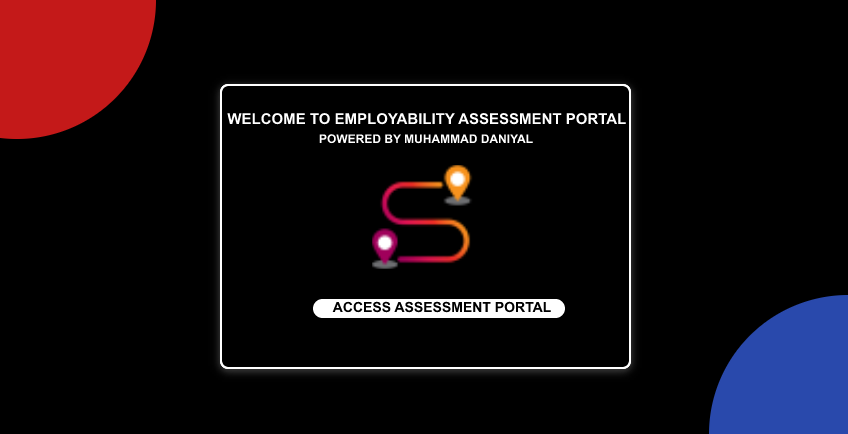 WELCOME TO EMPLOYABILITY ASSESSMENT PORTAL
POWERED BY MUHAMMAD DANIYAL
ACCESS ASSESSMENT PORTAL